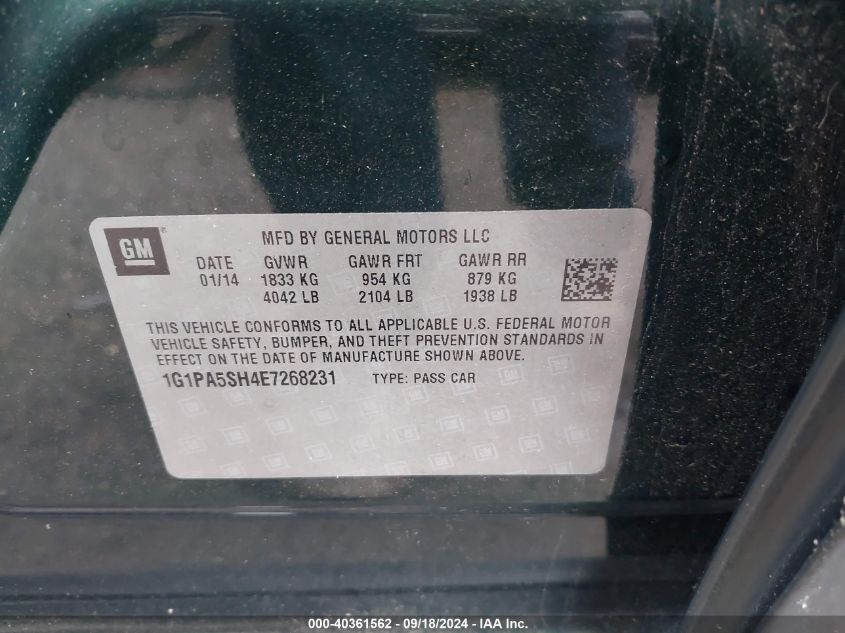 GM
MFD BY GENERAL MOTORS LLC
DATE GVWR GAWR FRT GAWR RR
01/14 1833 KG 954 KG 879 KG
4042 LB 2104 LB 1938 LB
THIS VEHICLE CONFORMS TO ALL APPLICABLE U.S. FEDERAL MOTOR
VEHICLE SAFETY, BUMPER, AND THEFT PREVENTION STANDARDS IN
EFFECT ON THE DATE OF MANUFACTURE SHOWN ABOVE.
1G1PA5SH4E7268231 TYPE: PASS CAR
000-40361562 - 09/18/2024 - IAA, Inc.